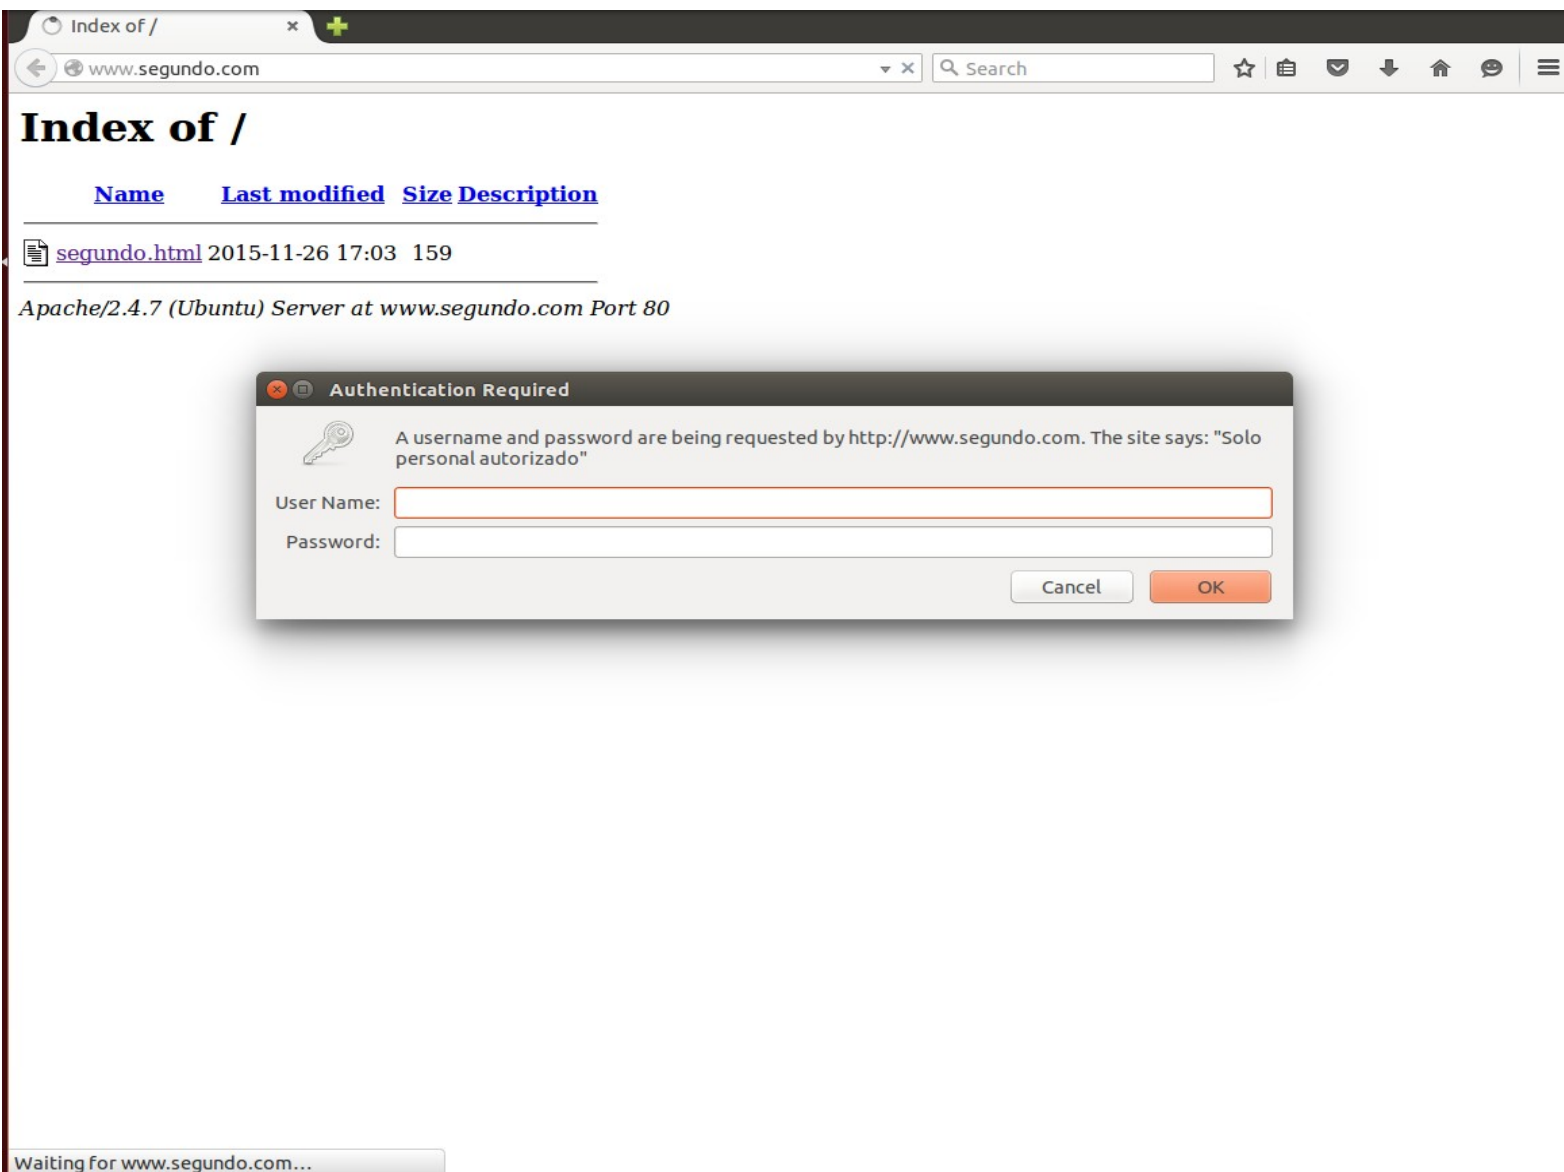 Index of /
www.segundo.com
Search
Index of /
Name Last modified Size Description
segundo.html 2015-11-26 17:03 159
Apache/2.4.7 (Ubuntu) Server at www.segundo.com Port 80
Authentication Required
A username and password are being requested by http://www.segundo.com. The site says: "Solo
personal autorizado"
User Name:
Password:
Cancel OK
Waiting for www.segundo.com...